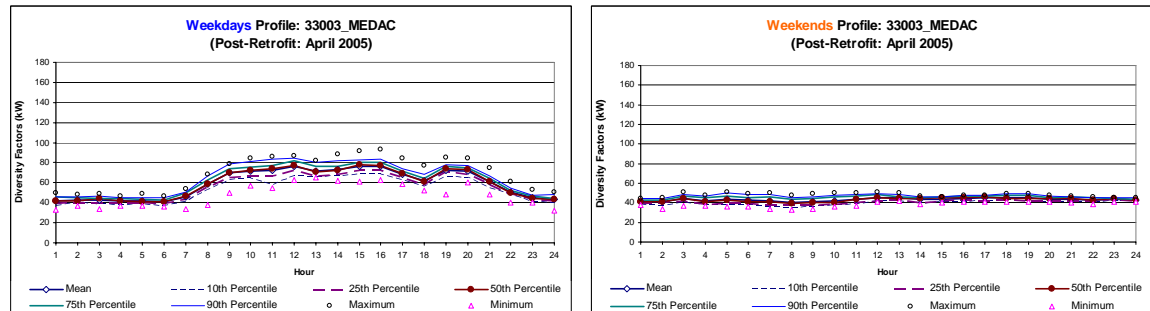 Weekdays Profile: 33003_MEDAC
(Post-Retrofit: April 2005)
Diversity Factors (kW)
180
160
140
120
100
80
60
40
20
0
1 2 3 4 5 6 7 8 9 10 11 12 13 14 15 16 17 18 19 20 21 22 23 24
Hour
Mean 10th Percentile 25th Percentile 50th Percentile
75th Percentile 90th Percentile Maximum Minimum
Weekends Profile: 33003_MEDAC
(Post-Retrofit: April 2005)
Diversity Factors (kW)
180
160
140
120
100
80
60
40
20
0
1 2 3 4 5 6 7 8 9 10 11 12 13 14 15 16 17 18 19 20 21 22 23 24
Hour
Mean 10th Percentile 25th Percentile 50th Percentile
75th Percentile 90th Percentile Maximum Minimum